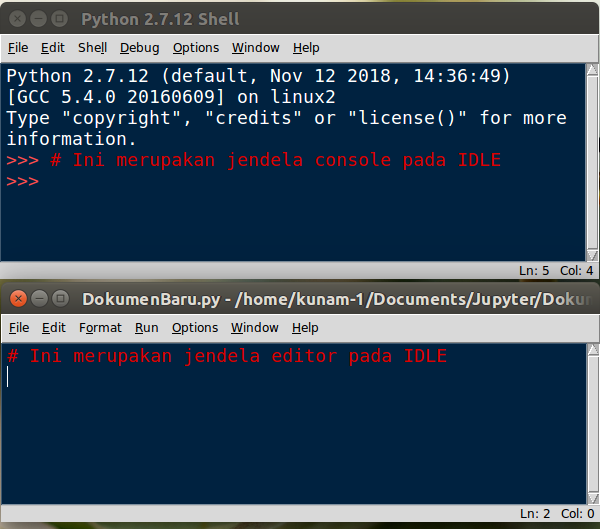 Python 2.7.12 Shell
File Edit Shell Debug Options Window Help
Python 2.7.12 (default, Nov 12 2018, 14:36:49)
[GCC 5.4.0 20160609] on linux2
Type "copyright", "credits" or "license()" for more
information.
>>> # Ini merupakan jendela console pada IDLE
>>>
Ln: 5 Col: 4
DokumenBaru.py - /home/kunam-1/Documents/Jupyter/Dokum
File Edit Format Run Options Window Help
# Ini merupakan jendela editor pada IDLE
Ln: 2 Col: 0